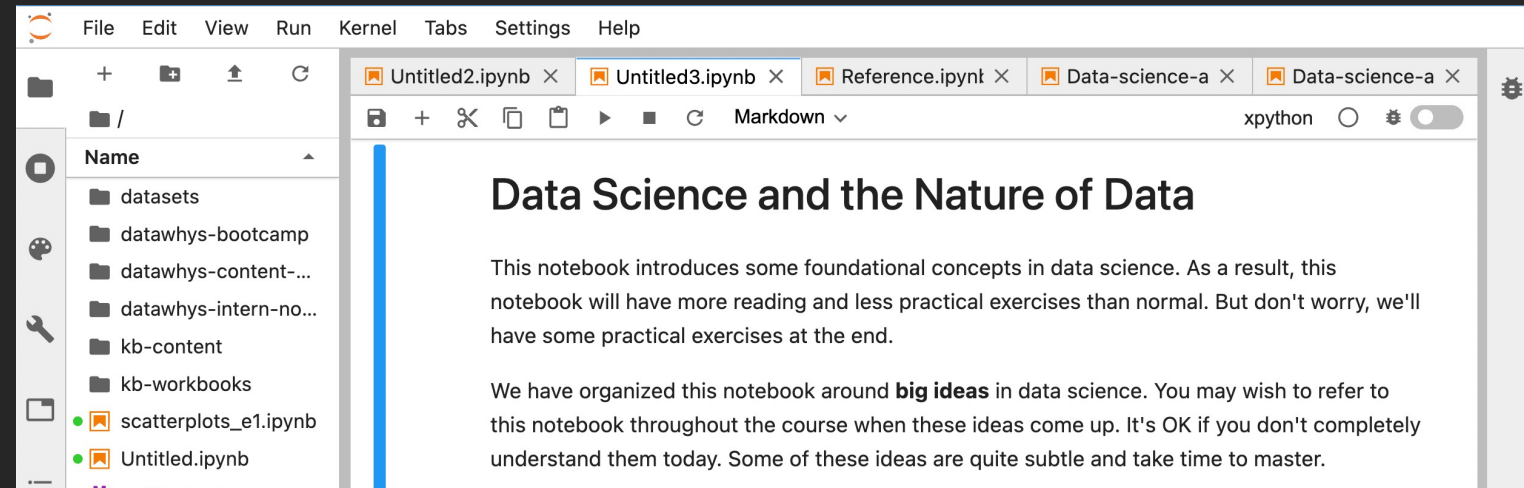 File Edit View Run Kernel Tabs Settings Help
Untitled2.ipynb Untitled3.ipynb Reference.ipynb Data-science-a Data-science-a
/
Markdown xpython
Name
datasets
datawhys-bootcamp
datawhys-content-...
datawhys-intern-no...
kb-content
kb-workbooks
scatterplots_e1.ipynb
Untitled.ipynb
Data Science and the Nature of Data
This notebook introduces some foundational concepts in data science. As a result, this
notebook will have more reading and less practical exercises than normal. But don't worry, we'll
have some practical exercises at the end.
We have organized this notebook around big ideas in data science. You may wish to refer to
this notebook throughout the course when these ideas come up. It's OK if you don't completely
understand them today. Some of these ideas are quite subtle and take time to master.